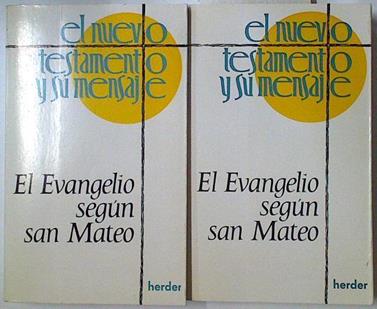 el nuevo
testamento
y su mensaje
El Evangelio
según
san Mateo
herder
el nuevo
testamento
y su mensaje
El Evangelio
según
san Mateo
herder